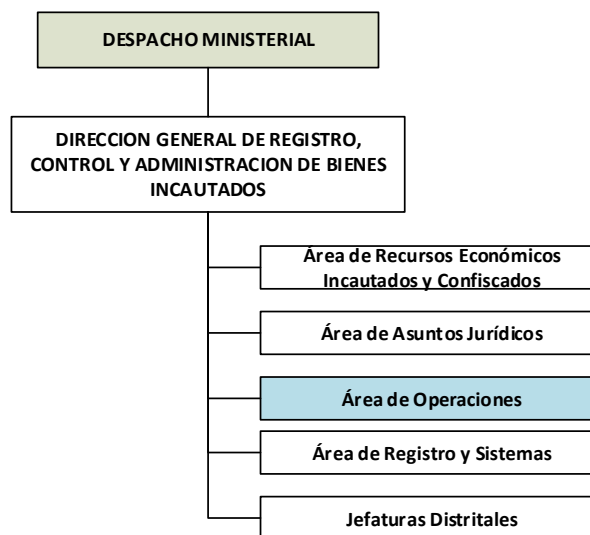 DESPACHO MINISTERIAL
DIRECCION GENERAL DE REGISTRO,
CONTROL Y ADMINISTRACION DE BIENES
INCAUTADOS
Área de Recursos Económicos
Incautados y Confiscados
Área de Asuntos Jurídicos
Área de Operaciones
Área de Registro y Sistemas
Jefaturas Distritales